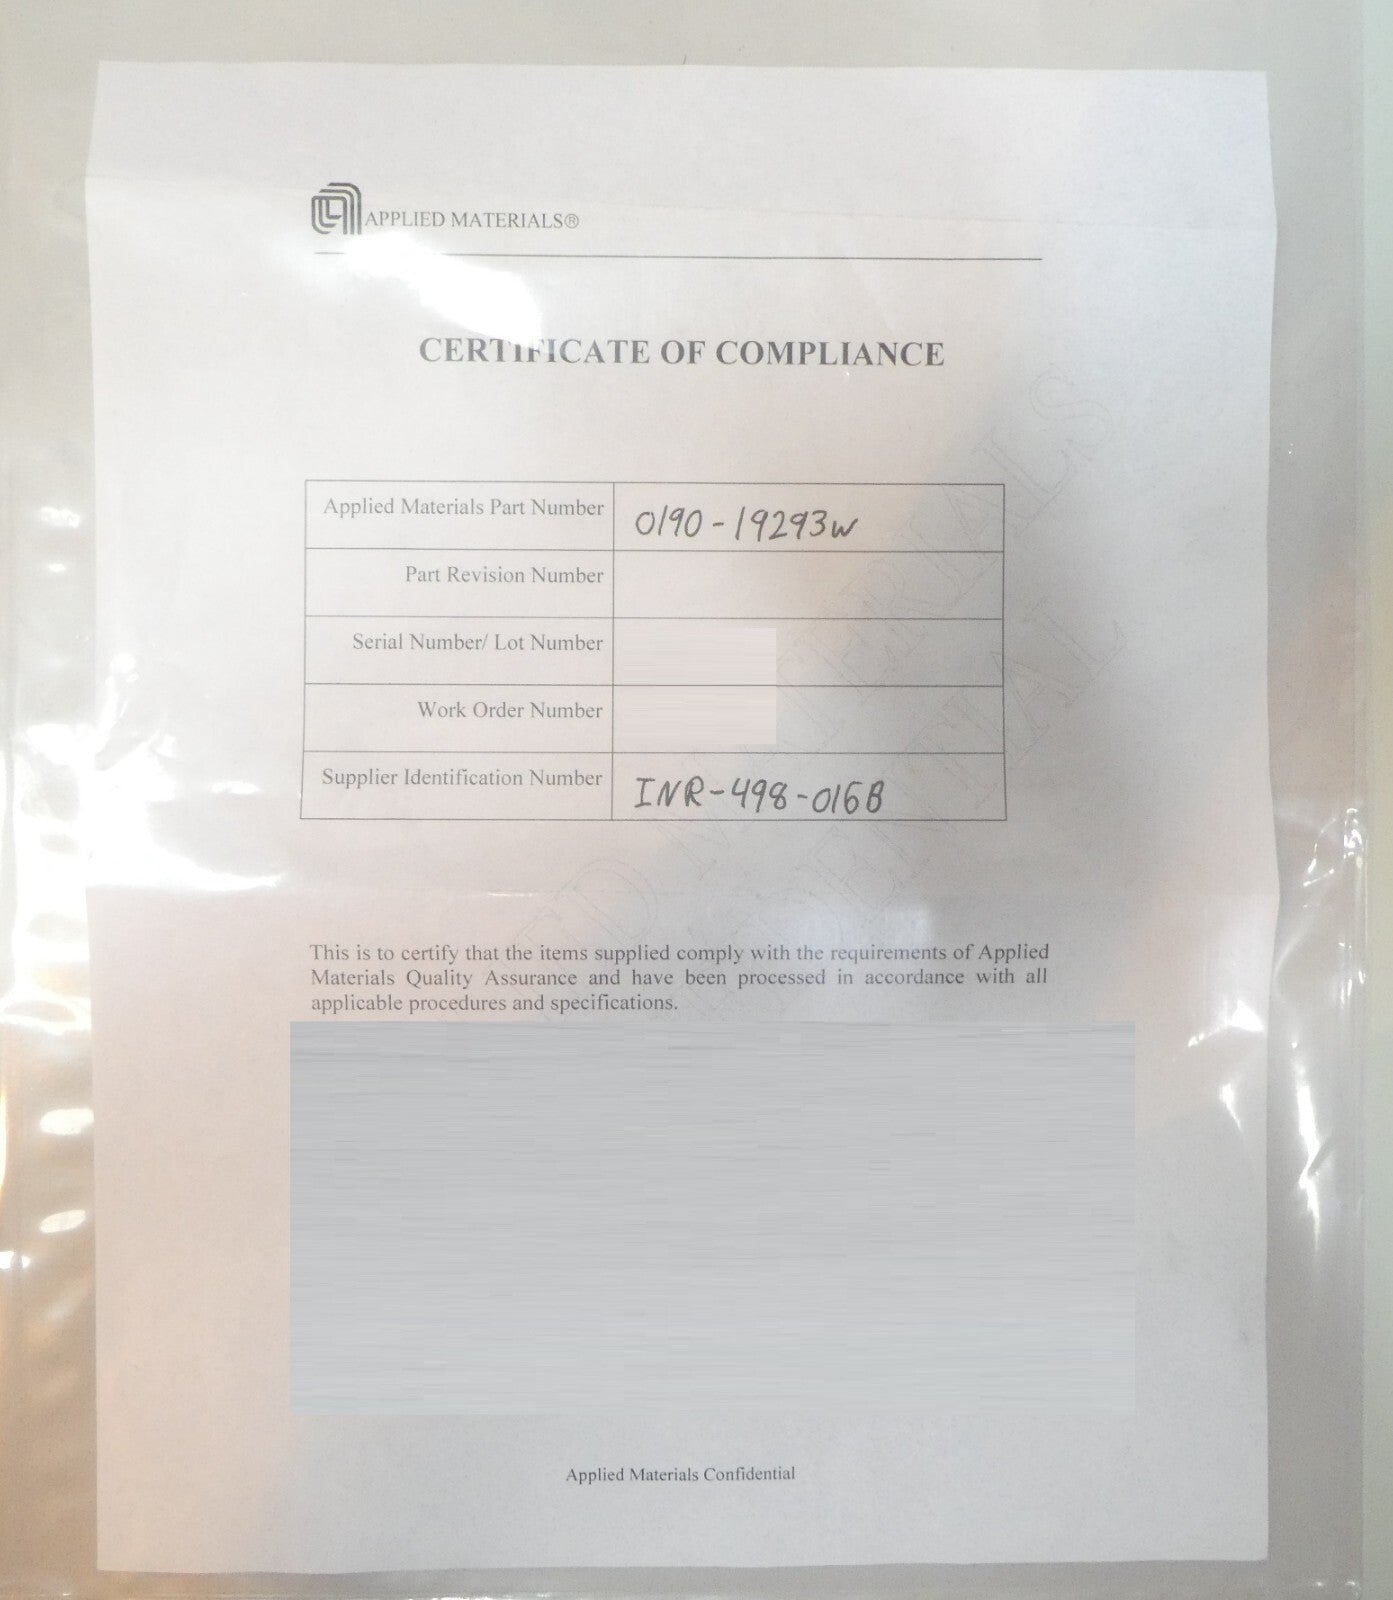 APPLIED MATERIALS®
CERTIFICATE OF COMPLIANCE
Applied Materials Part Number 0190-19293w
Part Revision Number
Serial Number/ Lot Number
Work Order Number
Supplier Identification Number INR-498-016B
This is to certify that the items supplied comply with the requirements of Applied
Materials Quality Assurance and have been processed in accordance with all
applicable procedures and specifications.
Applied Materials Confidential